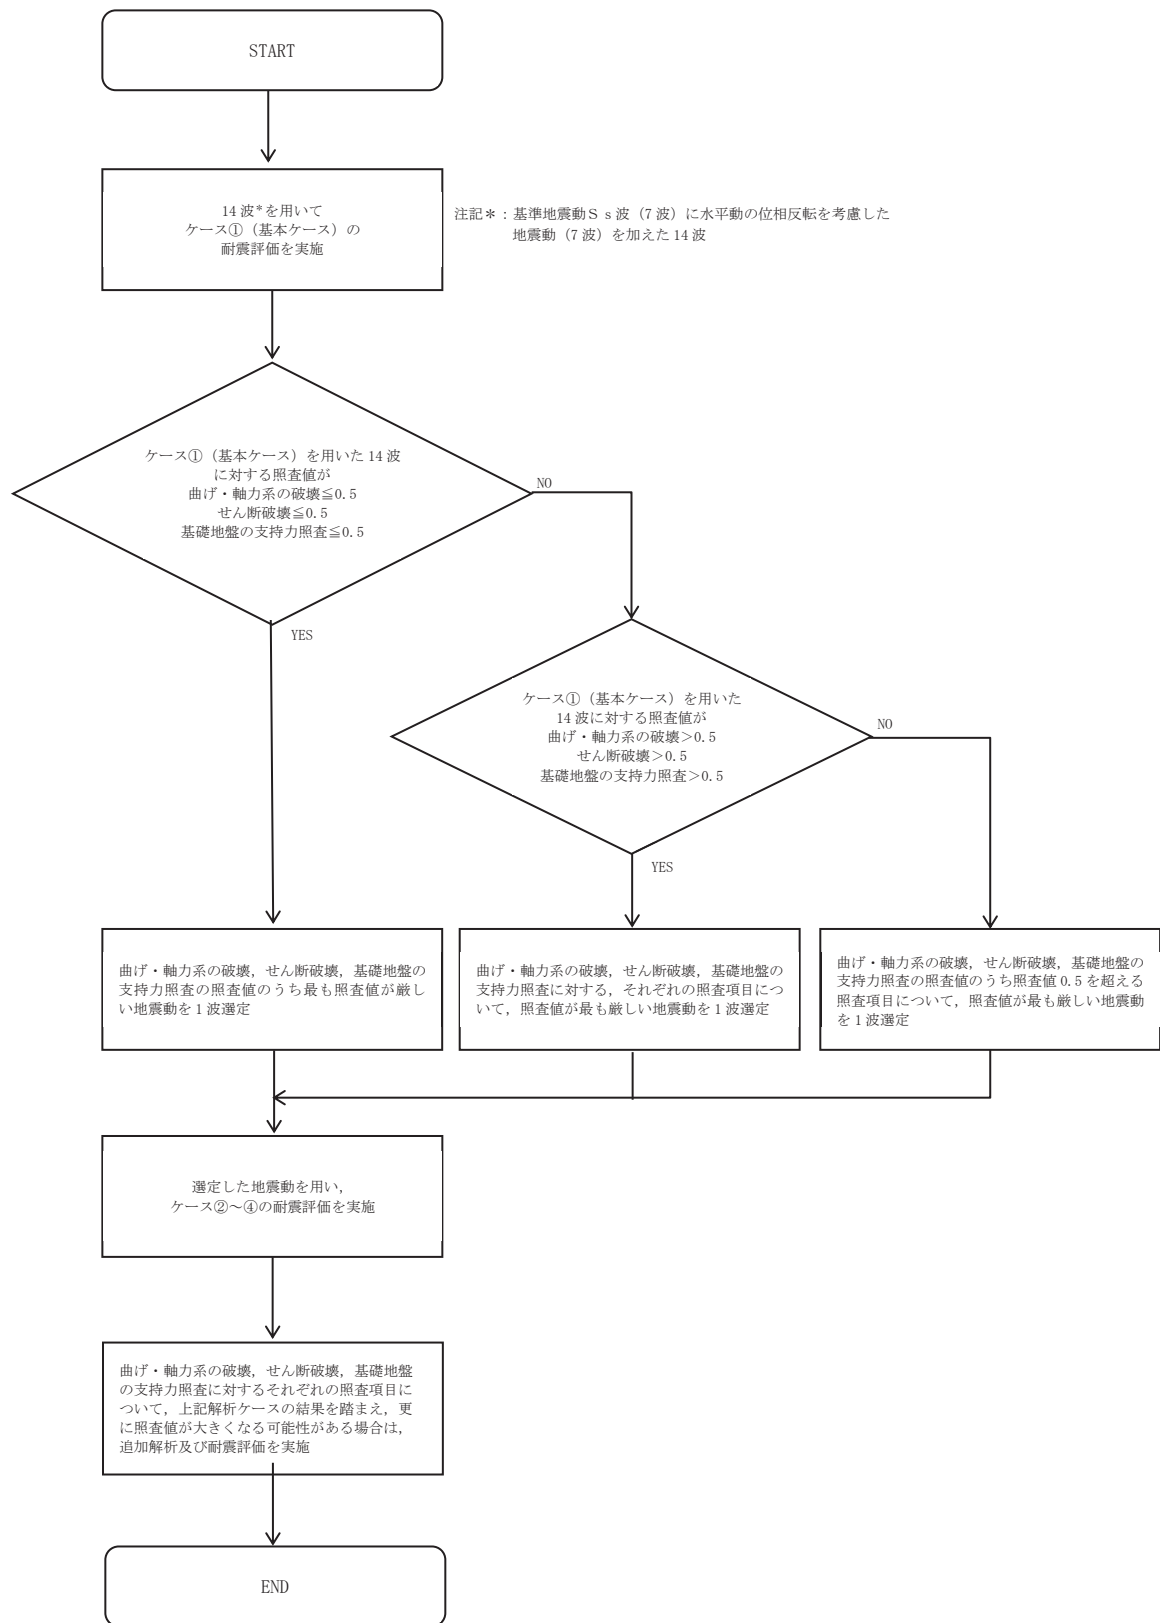 START
14 波*を用いて
ケース①（基本ケース）の
耐震評価を実施
注記＊：基準地震動Ｓｓ波（7 波）に水平動の位相反転を考慮した
地震動（7 波）を加えた 14 波
ケース①（基本ケース）を用いた 14 波
に対する照査値が
曲げ・軸力系の破壊≦0.5
せん断破壊≦0.5
基礎地盤の支持力照査≦0.5
NO
YES
ケース①（基本ケース）を用いた
14 波に対する照査値が
曲げ・軸力系の破壊＞0.5
せん断破壊＞0.5
基礎地盤の支持力照査＞0.5
NO
YES
曲げ・軸力系の破壊，せん断破壊，基礎地盤の
支持力照査の照査値のうち最も照査値が厳し
い地震動を 1 波選定
曲げ・軸力系の破壊，せん断破壊，基礎地盤の
支持力照査に対する，それぞれの照査項目につ
いて，照査値が最も厳しい地震動を 1 波選定
曲げ・軸力系の破壊，せん断破壊，基礎地盤の
支持力照査の照査値のうち照査値 0.5 を超える
照査項目について，照査値が最も厳しい地震動
を 1 波選定
選定した地震動を用い，
ケース②～④の耐震評価を実施
曲げ・軸力系の破壊，せん断破壊，基礎地盤
の支持力照査に対するそれぞれの照査項目に
ついて，上記解析ケースの結果を踏まえ，更
に照査値が大きくなる可能性がある場合は，
追加解析及び耐震評価を実施
END